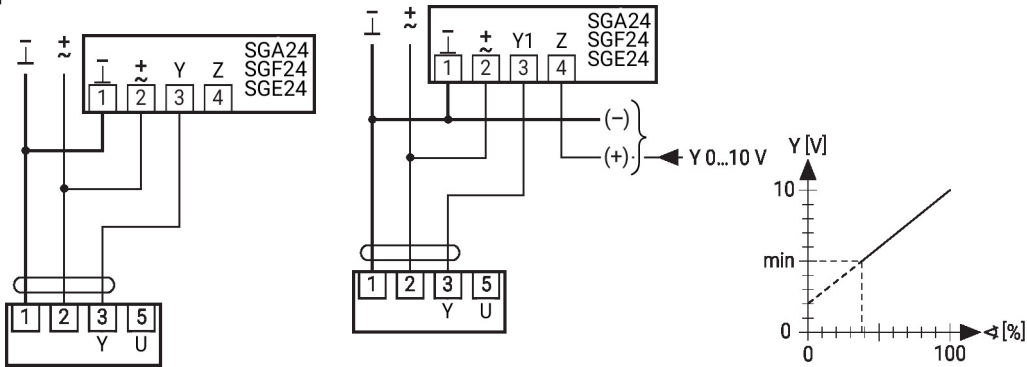 ⊥ + ~
SGA24
SGF24
SGE24
⊥ + ~ Y Z
1 2 3 4
1 2 3 5
Y U
⊥ + ~
SGA24
SGF24
SGE24
⊥ + ~ Y1 Z
1 2 3 4
(–)
(+) Y 0...10 V
1 2 3 5
Y U
Y [V]
10
min
0
0 100
∢ [%]